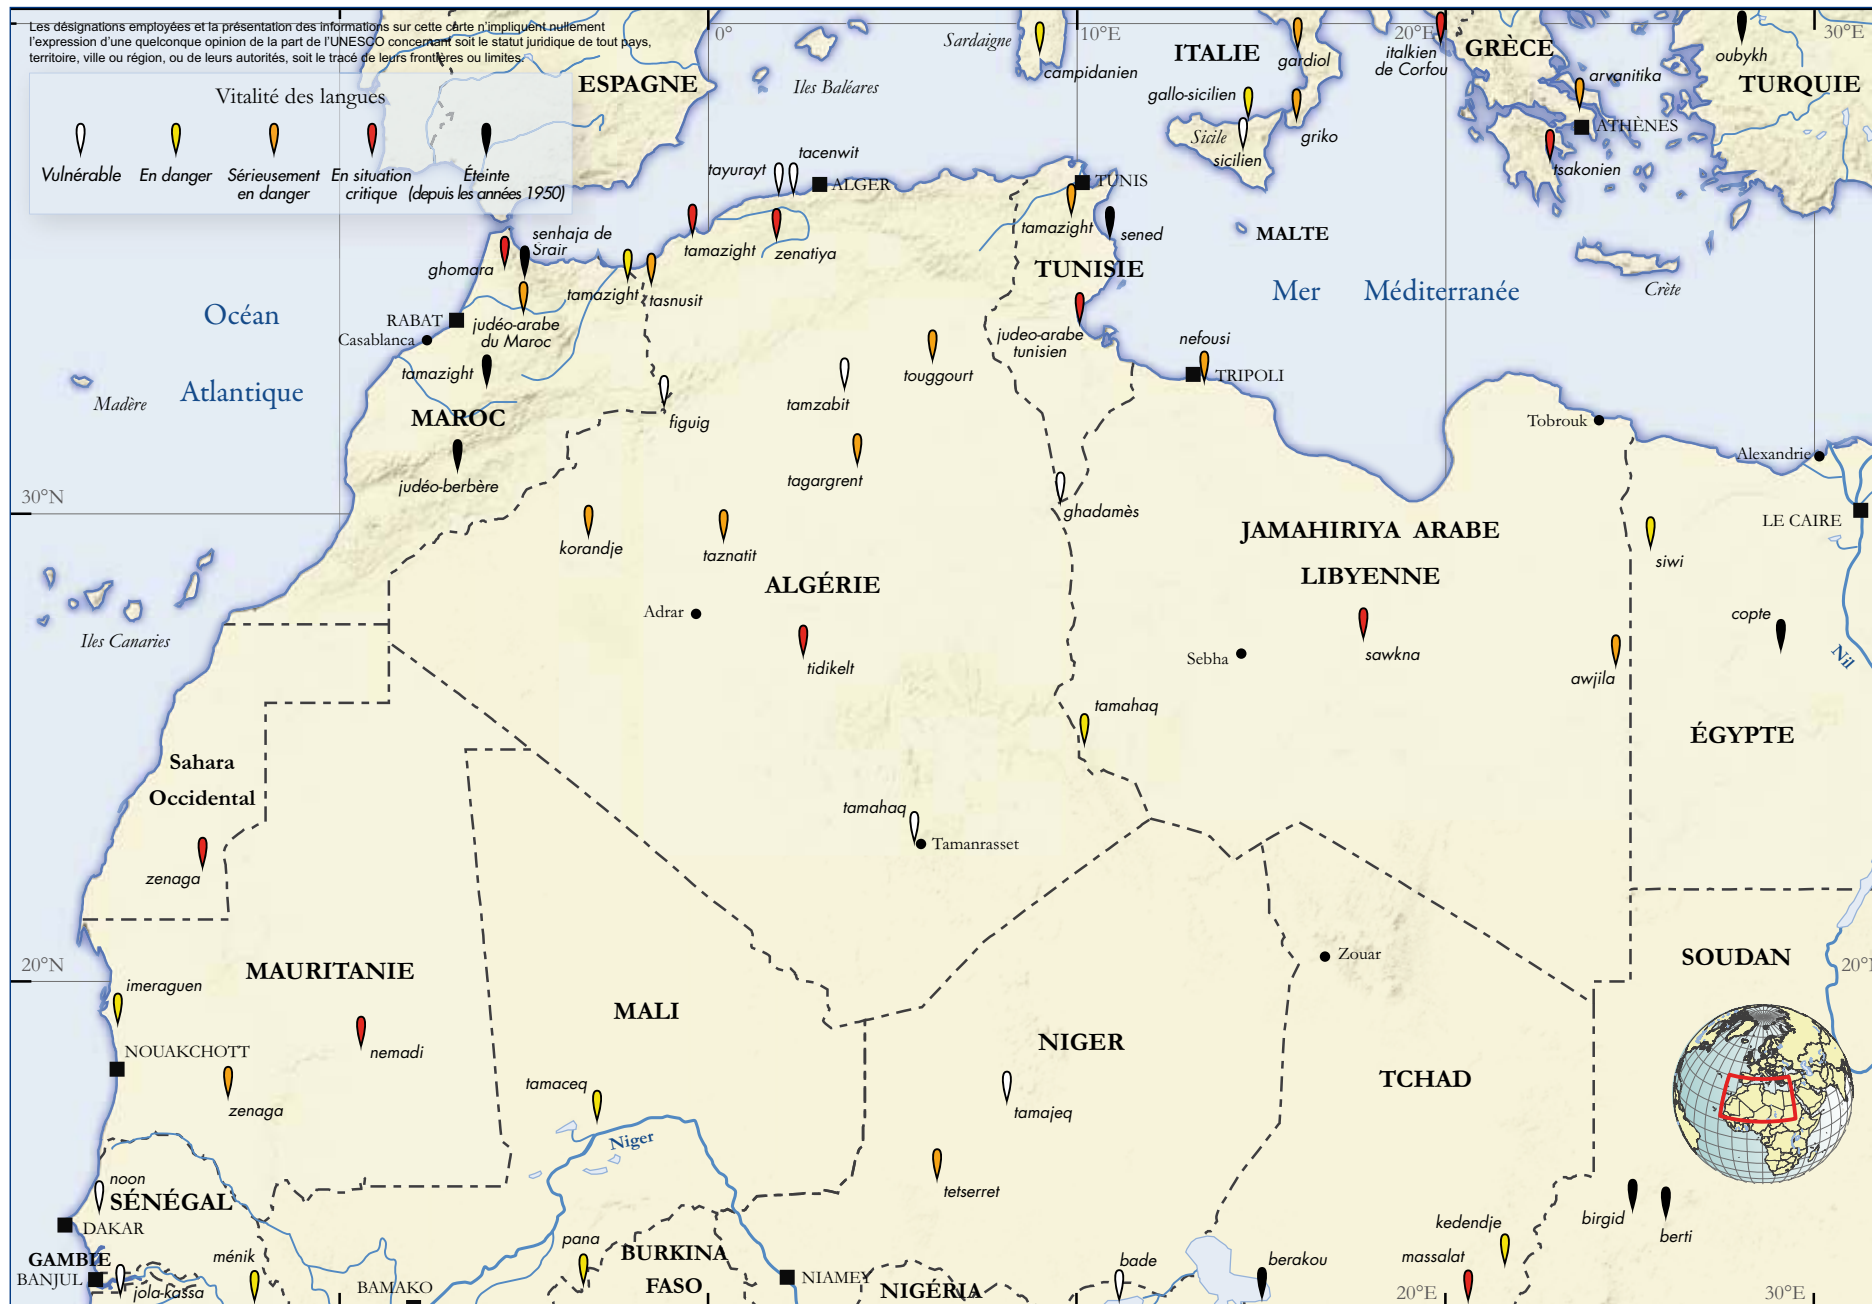 Les désignations employées et la présentation des informations sur cette carte n'impliquent nullement
l'expression d'une quelconque opinion de la part de l'UNESCO concernant soit le statut juridique de tout pays,
territoire, ville ou région, ou de leurs autorités, soit le tracé de leurs frontières ou limites.
Vitalité des langues
Vulnérable
En danger
Sérieusement
en danger
En situation
critique
Éteinte
(depuis les années 1950)
0°
10°E
20°E
30°E
Sardaigne
campidanien
ITALIE
gardiol
italkien
de Corfou
GRÈCE
arvanitika
oubykh
TURQUIE
ESPAGNE
Iles Baléares
gallo-sicilien
Sicile
sicilien
griko
ATHÈNES
tsakonien
tayurayt
tacenwit
ALGER
TUNIS
tamazight
sened
MALTE
TUNISIE
senhaja de
Srair
ghomara
tamazight
zenatiya
tamazight
tasnusit
Océan
Atlantique
Mer Méditerranée
Crète
RABAT
Casablanca
judéo-arabe
du Maroc
judeo-arabe
tunisien
nefousi
TRIPOLI
touggourt
tamazight
tamzabit
figuig
Madère
MAROC
Tobrouk
Alexandrie
judéo-berbère
tagargrent
ghadamès
30°N
LE CAIRE
korandje
taznatit
JAMAHIRIYA ARABE
LIBYENNE
siwi
ALGÉRIE
Adrar
Iles Canaries
copte
Nil
tidikelt
Sebha
sawkna
awjila
tamahaq
ÉGYPTE
Sahara
Occidental
tamahaq
Tamanrasset
zenaga
20°N
20°N
MAURITANIE
Zouar
SOUDAN
imeraguen
MALI
NIGER
NOUAKCHOTT
nemadi
TCHAD
zenaga
tamaceq
tamajeq
Niger
noon
SÉNÉGAL
tetserret
DAKAR
birgid
berti
kedendje
GAMBIE
BANJUL
jola-kassa
ménik
BAMAKO
pana
BURKINA
FASO
NIAMEY
NIGÉRIA
bade
berakou
massalat
20°E
30°E